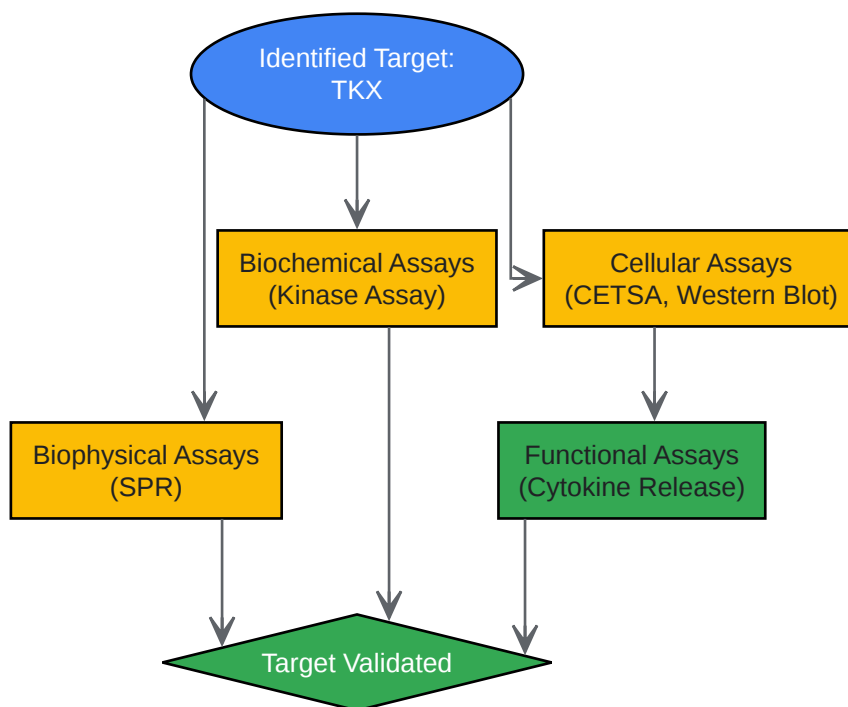 Identified Target:
TKX
Biochemical Assays
(Kinase Assay)
Cellular Assays
(CETSA, Western Blot)
Biophysical Assays
(SPR)
Functional Assays
(Cytokine Release)
Target Validated